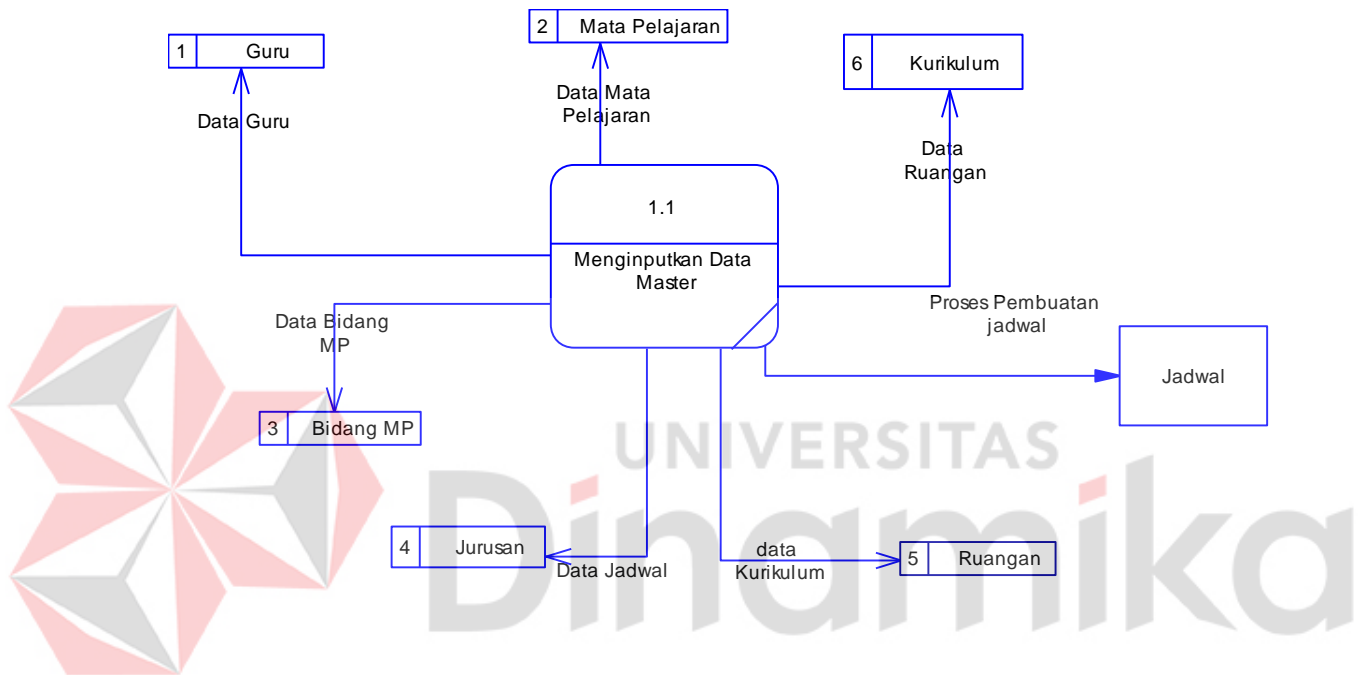 2 Mata Pelajaran
1 Guru
6 Kurikulum
Data Mata
Pelajaran
Data Guru
Data
Ruangan
1.1
Menginputkan Data
Master
Proses Pembuatan
jadwal
Data Bidang
MP
Jadwal
3 Bidang MP
UNIVERSITAS
Dinamika
4 Jurusan
Data Jadwal
data
Kurikulum
5 Ruangan